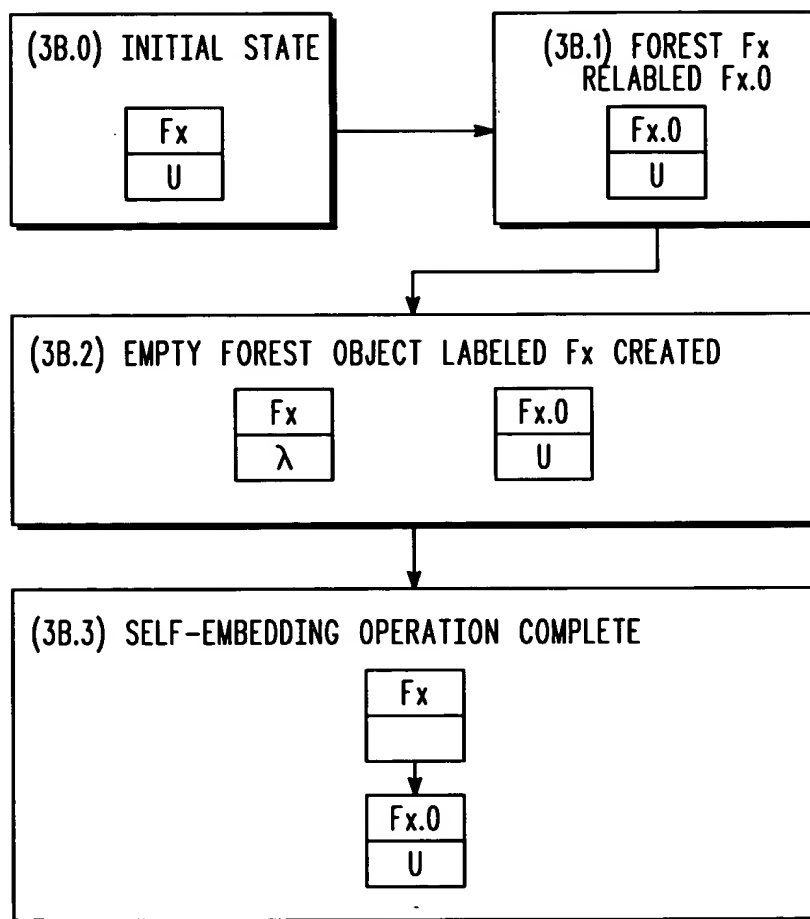 (3B.0) INITIAL STATE
Fx
U
(3B.1) FOREST Fx
RELABLED Fx.0
Fx.0
U
(3B.2) EMPTY FOREST OBJECT LABELED Fx CREATED
Fx
λ
Fx.0
U
(3B.3) SELF-EMBEDDING OPERATION COMPLETE
Fx
Fx.0
U